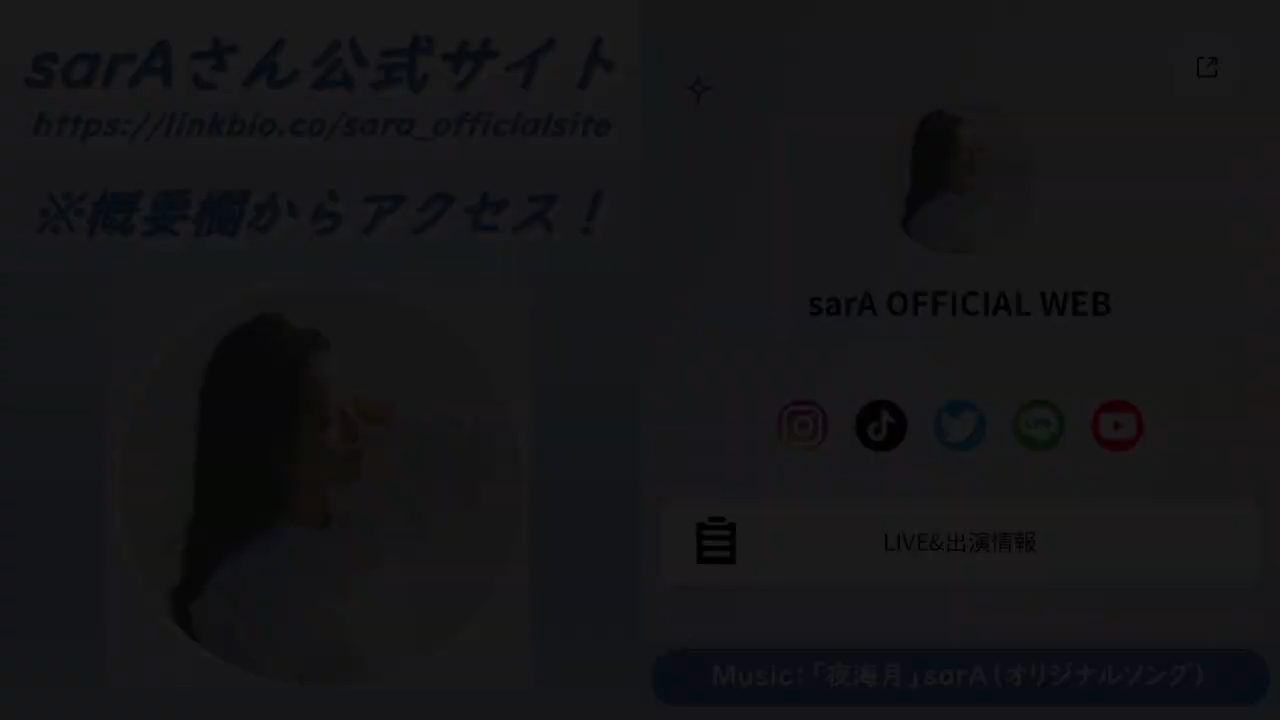 sarAさん公式サイト
https://linkbio.co/sara_officialsite
※概要欄からアクセス！
sarA OFFICIAL WEB
LINE
LIVE&出演情報
Music:「夜海月」sarA (オリジナルソング)